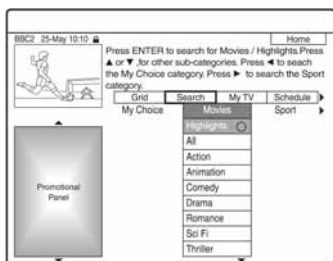 BBC2 25-May 10:10
Home
Press ENTER to search for Movies / Highlights.Press
▲ or ▼ ,for other sub-categories. Press ◄ to seach
the My Choice category. Press ► to search the Sport
category.
Grid Search My TV Schedule
My Choice Movies Sport
Highlights
All
Action
Animation
Comedy
Drama
Romance
Sci Fi
Thriller
Promotional
Panel